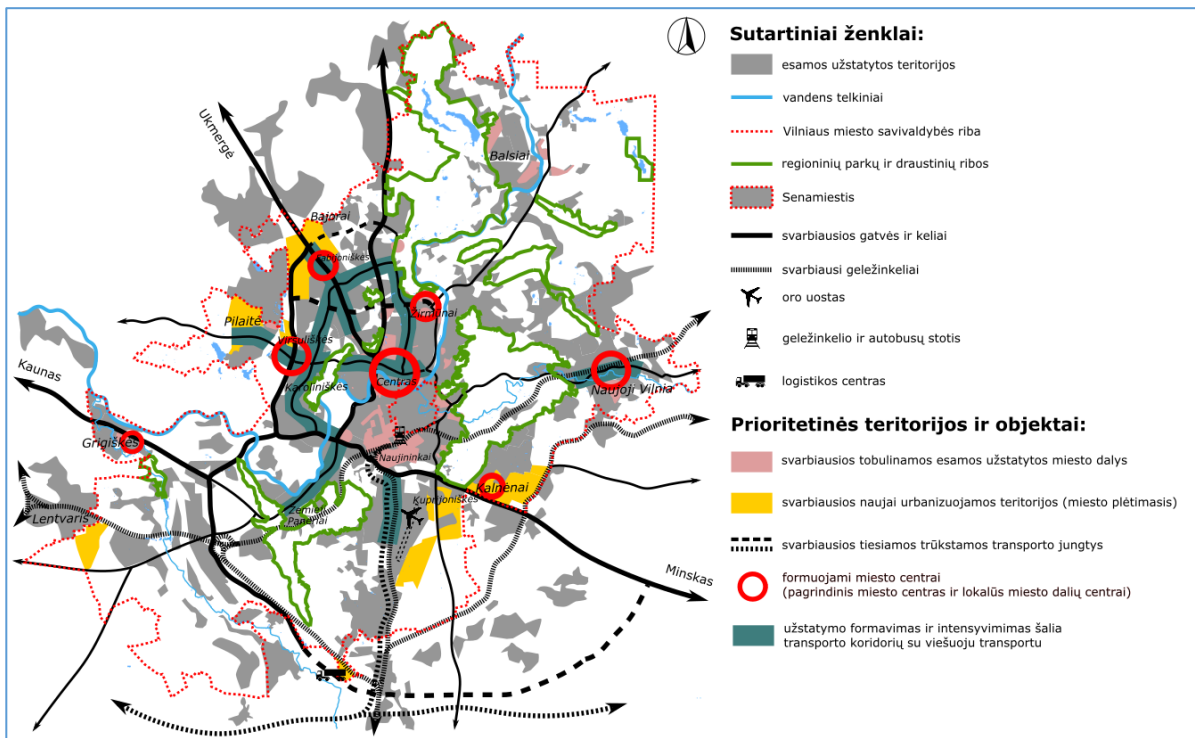 Sutartiniai ženklai:
esamos užstatytos teritorijos
vandens telkiniai
Vilniaus miesto savivaldybės riba
regioninių parkų ir draustinių ribos
Senamiestis
svarbiausios gatvės ir keliai
svarbiausi geležinkeliai
oro uostas
geležinkelio ir autobusų stotis
logistikos centras
Prioritetinės teritorijos ir objektai:
svarbiausios tobulinamos esamos užstatytos miesto dalys
svarbiausios naujai urbanizuojamos teritorijos (miesto plėtimasis)
svarbiausios tiesiamos trūkstamos transporto jungtys
formuojami miesto centrai
(pagrindinis miesto centras ir lokalūs miesto dalių centrai)
užstatymo formavimas ir intensyvimimas šalia
transporto koridorių su viešuoju transportu
Ukmergė
Balsiai
Bajorai
Fabijoniškės
Žirmūnai
Pilaitė
Viršuliškės
Kaunas
Karoliniškės
Centras
Naujoji Vilnia
Grigiškės
Naujininkai
Kalnėnai
Kuprijoniškės
Lentvaris
Žemieji
Paneriai
Minskas